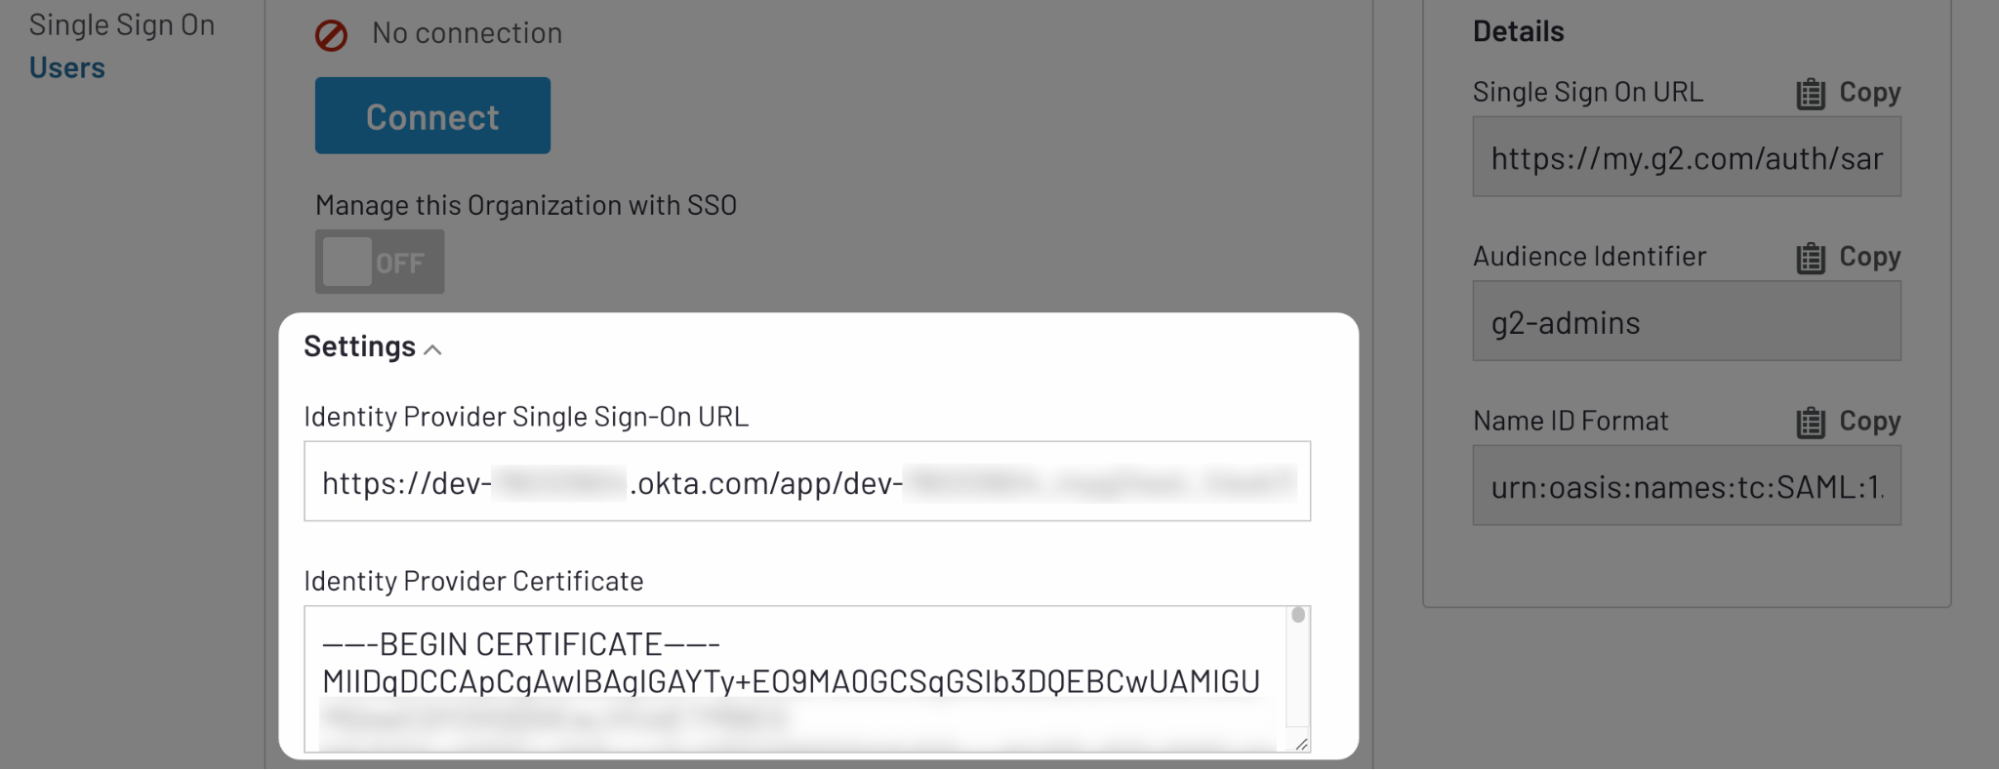 Single Sign On
Users
No connection
Connect
Manage this Organization with SSO
OFF
Settings
Identity Provider Single Sign-On URL
https://dev- .okta.com/app/dev-
Identity Provider Certificate
-----BEGIN CERTIFICATE-----
MIIDqDCCApCgAwIBAgIGAYTy+EO9MA0GCSqGSIb3DQEBCwUAMIGU
Details
Single Sign On URL Copy
https://my.g2.com/auth/sar
Audience Identifier Copy
g2-admins
Name ID Format Copy
urn:oasis:names:tc:SAML:1.